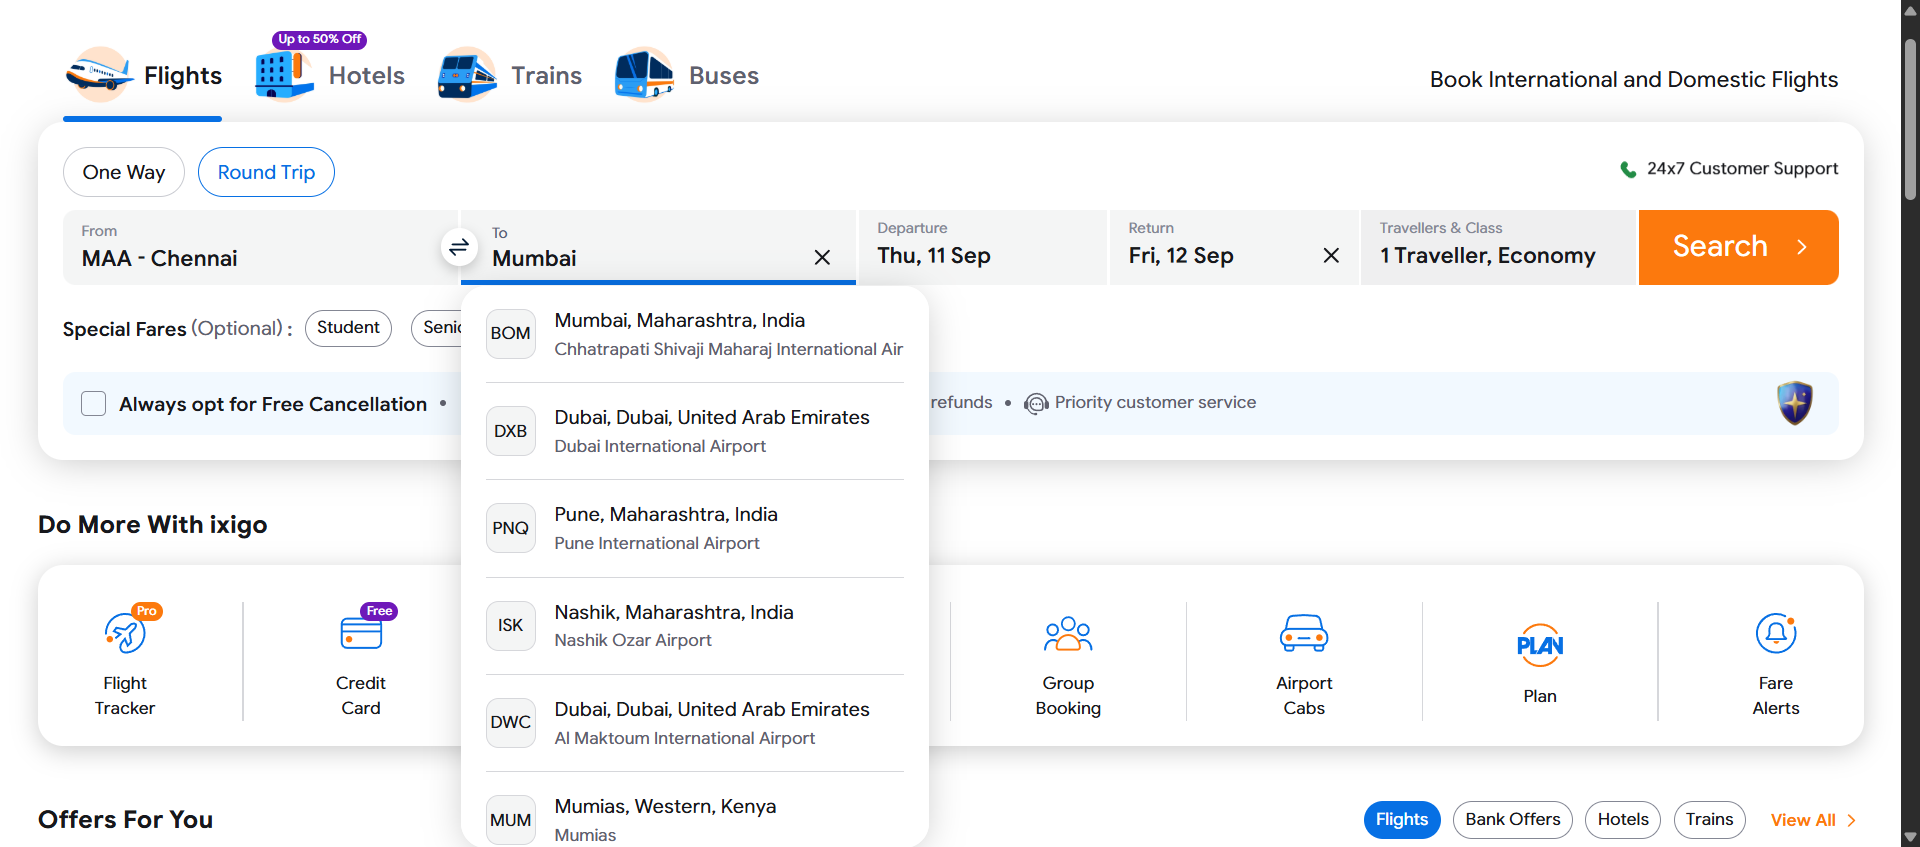 Up to 50% Off
Flights
Hotels
Trains
Buses
Book International and Domestic Flights
One Way
Round Trip
24x7 Customer Support
From
MAA - Chennai
To
Mumbai
Departure
Thu, 11 Sep
Return
Fri, 12 Sep
Travellers & Class
1 Traveller, Economy
Search
Special Fares (Optional) :
Student
BOM
Mumbai, Maharashtra, India
Chhatrapati Shivaji Maharaj International Air
Always opt for Free Cancellation •
refunds • Priority customer service
DXB
Dubai, Dubai, United Arab Emirates
Dubai International Airport
PNQ
Pune, Maharashtra, India
Pune International Airport
ISK
Nashik, Maharashtra, India
Nashik Ozar Airport
DWC
Dubai, Dubai, United Arab Emirates
Al Maktoum International Airport
MUM
Mumias, Western, Kenya
Mumias
Do More With ixigo
Pro
Flight
Tracker
Free
Credit
Card
Group
Booking
Airport
Cabs
PLAN
Plan
Fare
Alerts
Offers For You
Flights
Bank Offers
Hotels
Trains
View All